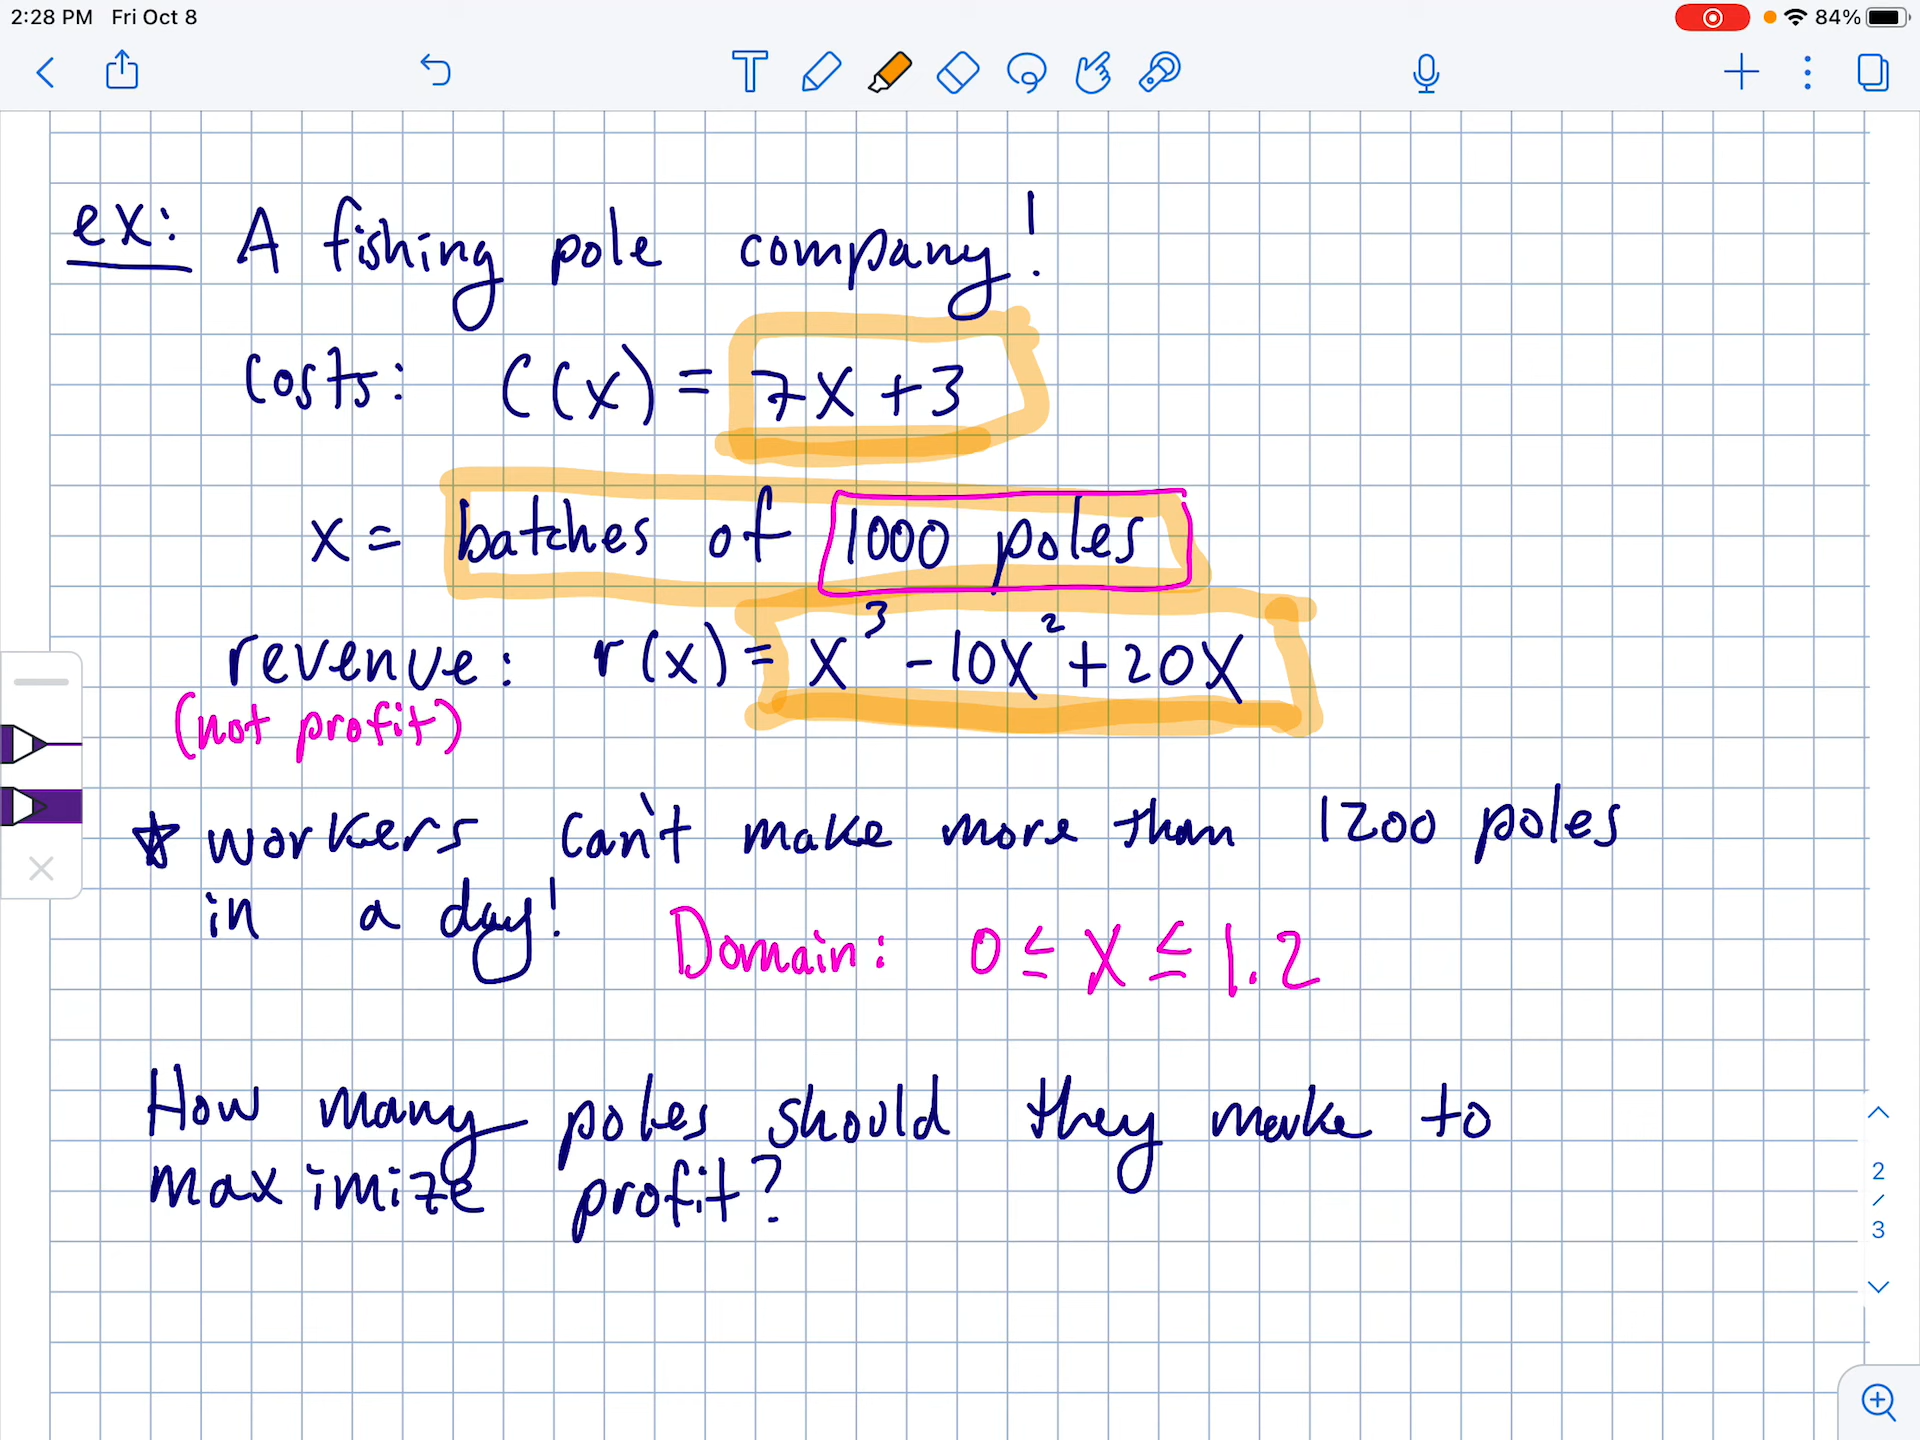 2:28 PM Fri Oct 8
84%
T
ex: A fishing pole company!
Costs: C(x) = 7x + 3
x = batches of 1000 poles
revenue: r(x) = x³ - 10x² + 20x
(not profit)
☆ workers can't make more than 1200 poles
in a day! Domain: 0 ≤ x ≤ 1.2
How many poles should they make to
maximize profit?
2
/
3